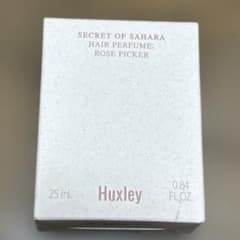 SECRET OF SAHARA
HAIR PERFUME;
ROSE PICKER
25 mL
Huxley
0.84
FL.OZ.